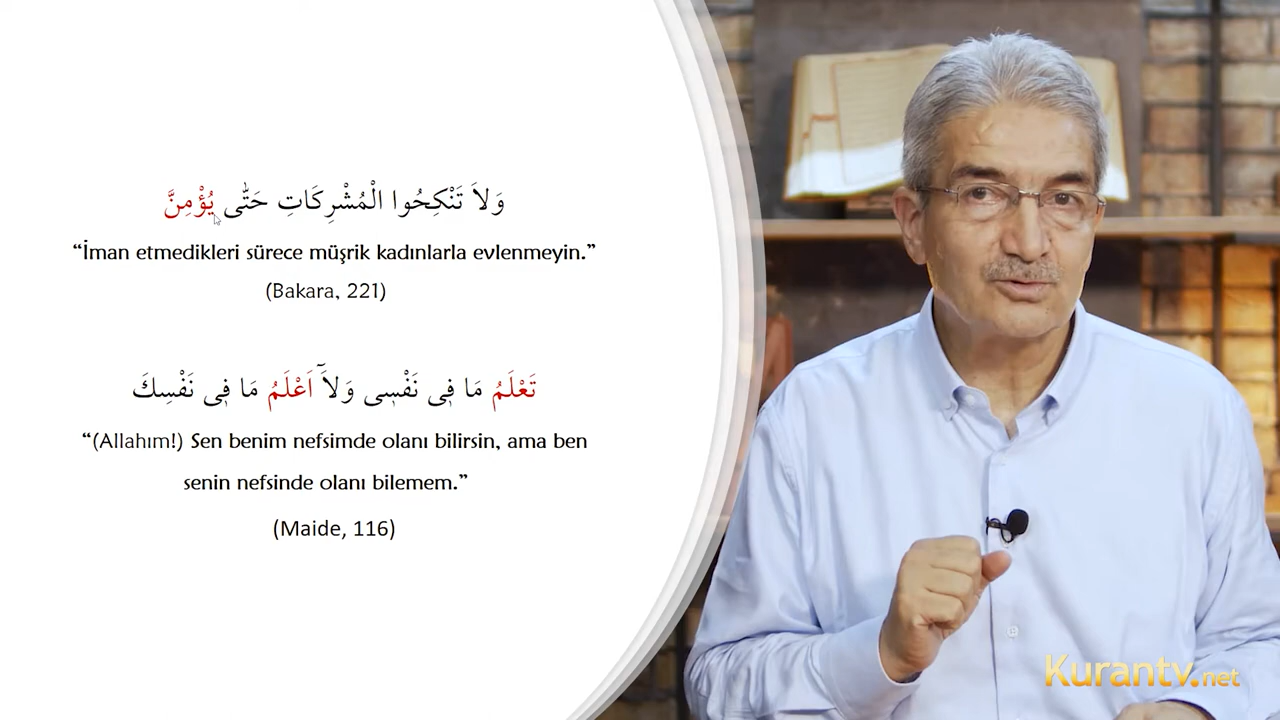 وَلاَ تَنْكِحُوا الْمُشْرِكَاتِ حَتّٰى يُؤْمِنَّ
“İman etmedikleri sürece müşrik kadınlarla evlenmeyin.”
(Bakara, 221)
تَعْلَمُ مَا ف۪ى نَفْس۪ى وَلَاۤ اَعْلَمُ مَا ف۪ى نَفْسِكَ
“(Allahım!) Sen benim nefsimde olanı bilirsin, ama ben
senin nefsinde olanı bilemem.”
(Maide, 116)
Kurantv.net